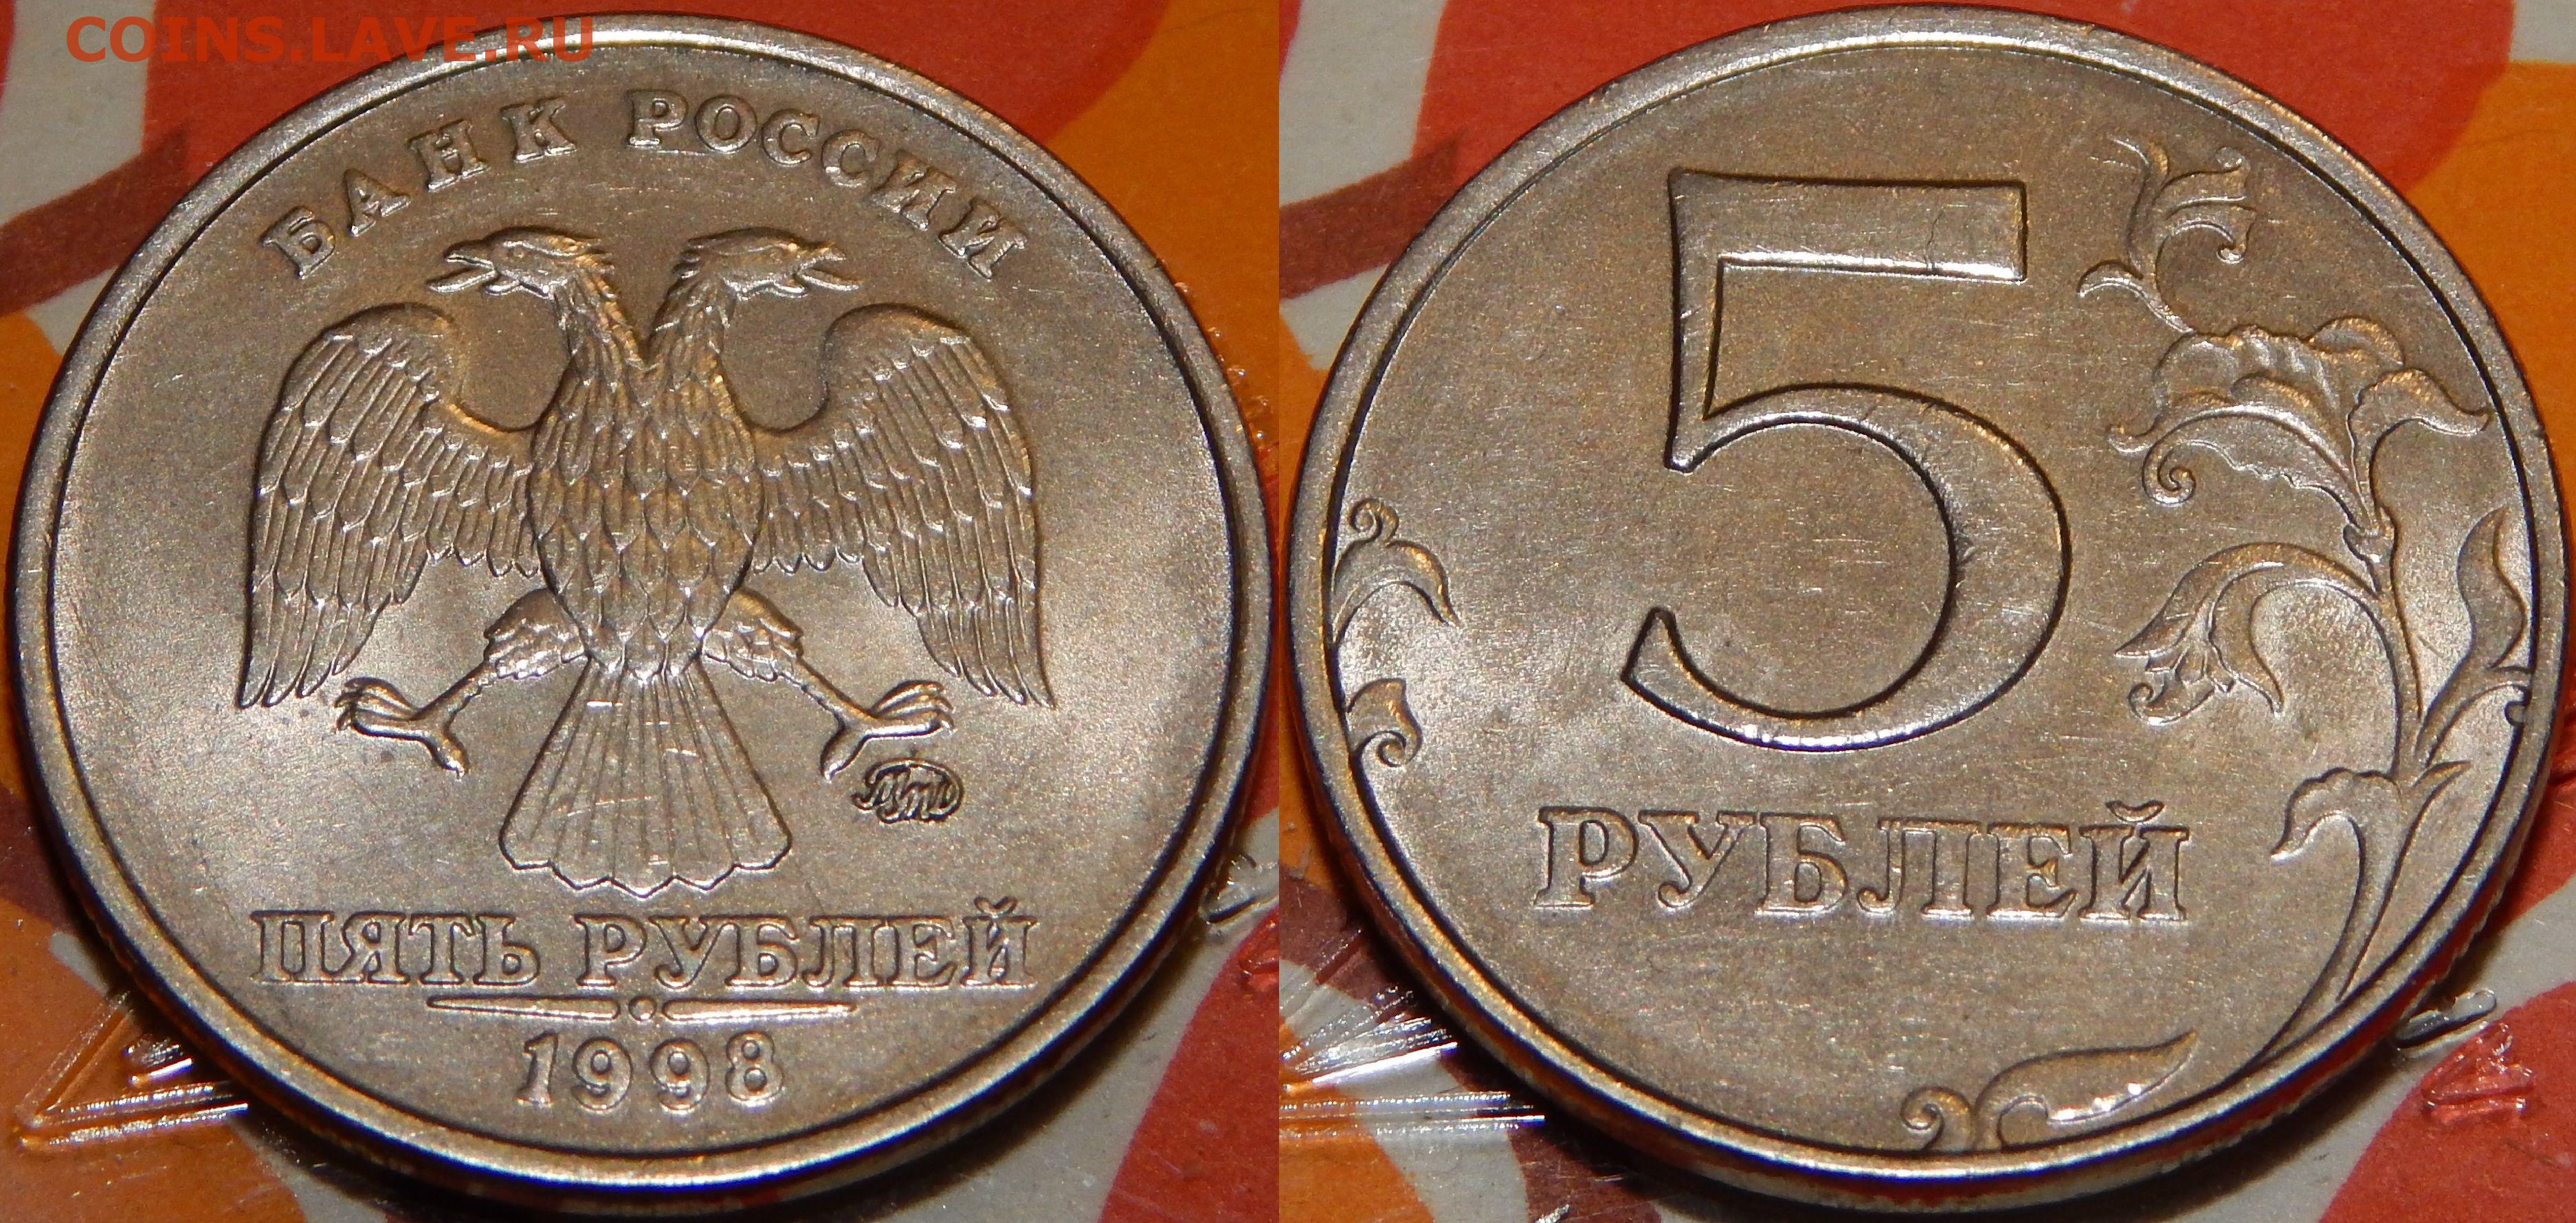 COINS.LAVE.RU
БАНК РОССИИ
ПЯТЬ РУБЛЕЙ
1998
5
РУБЛЕЙ